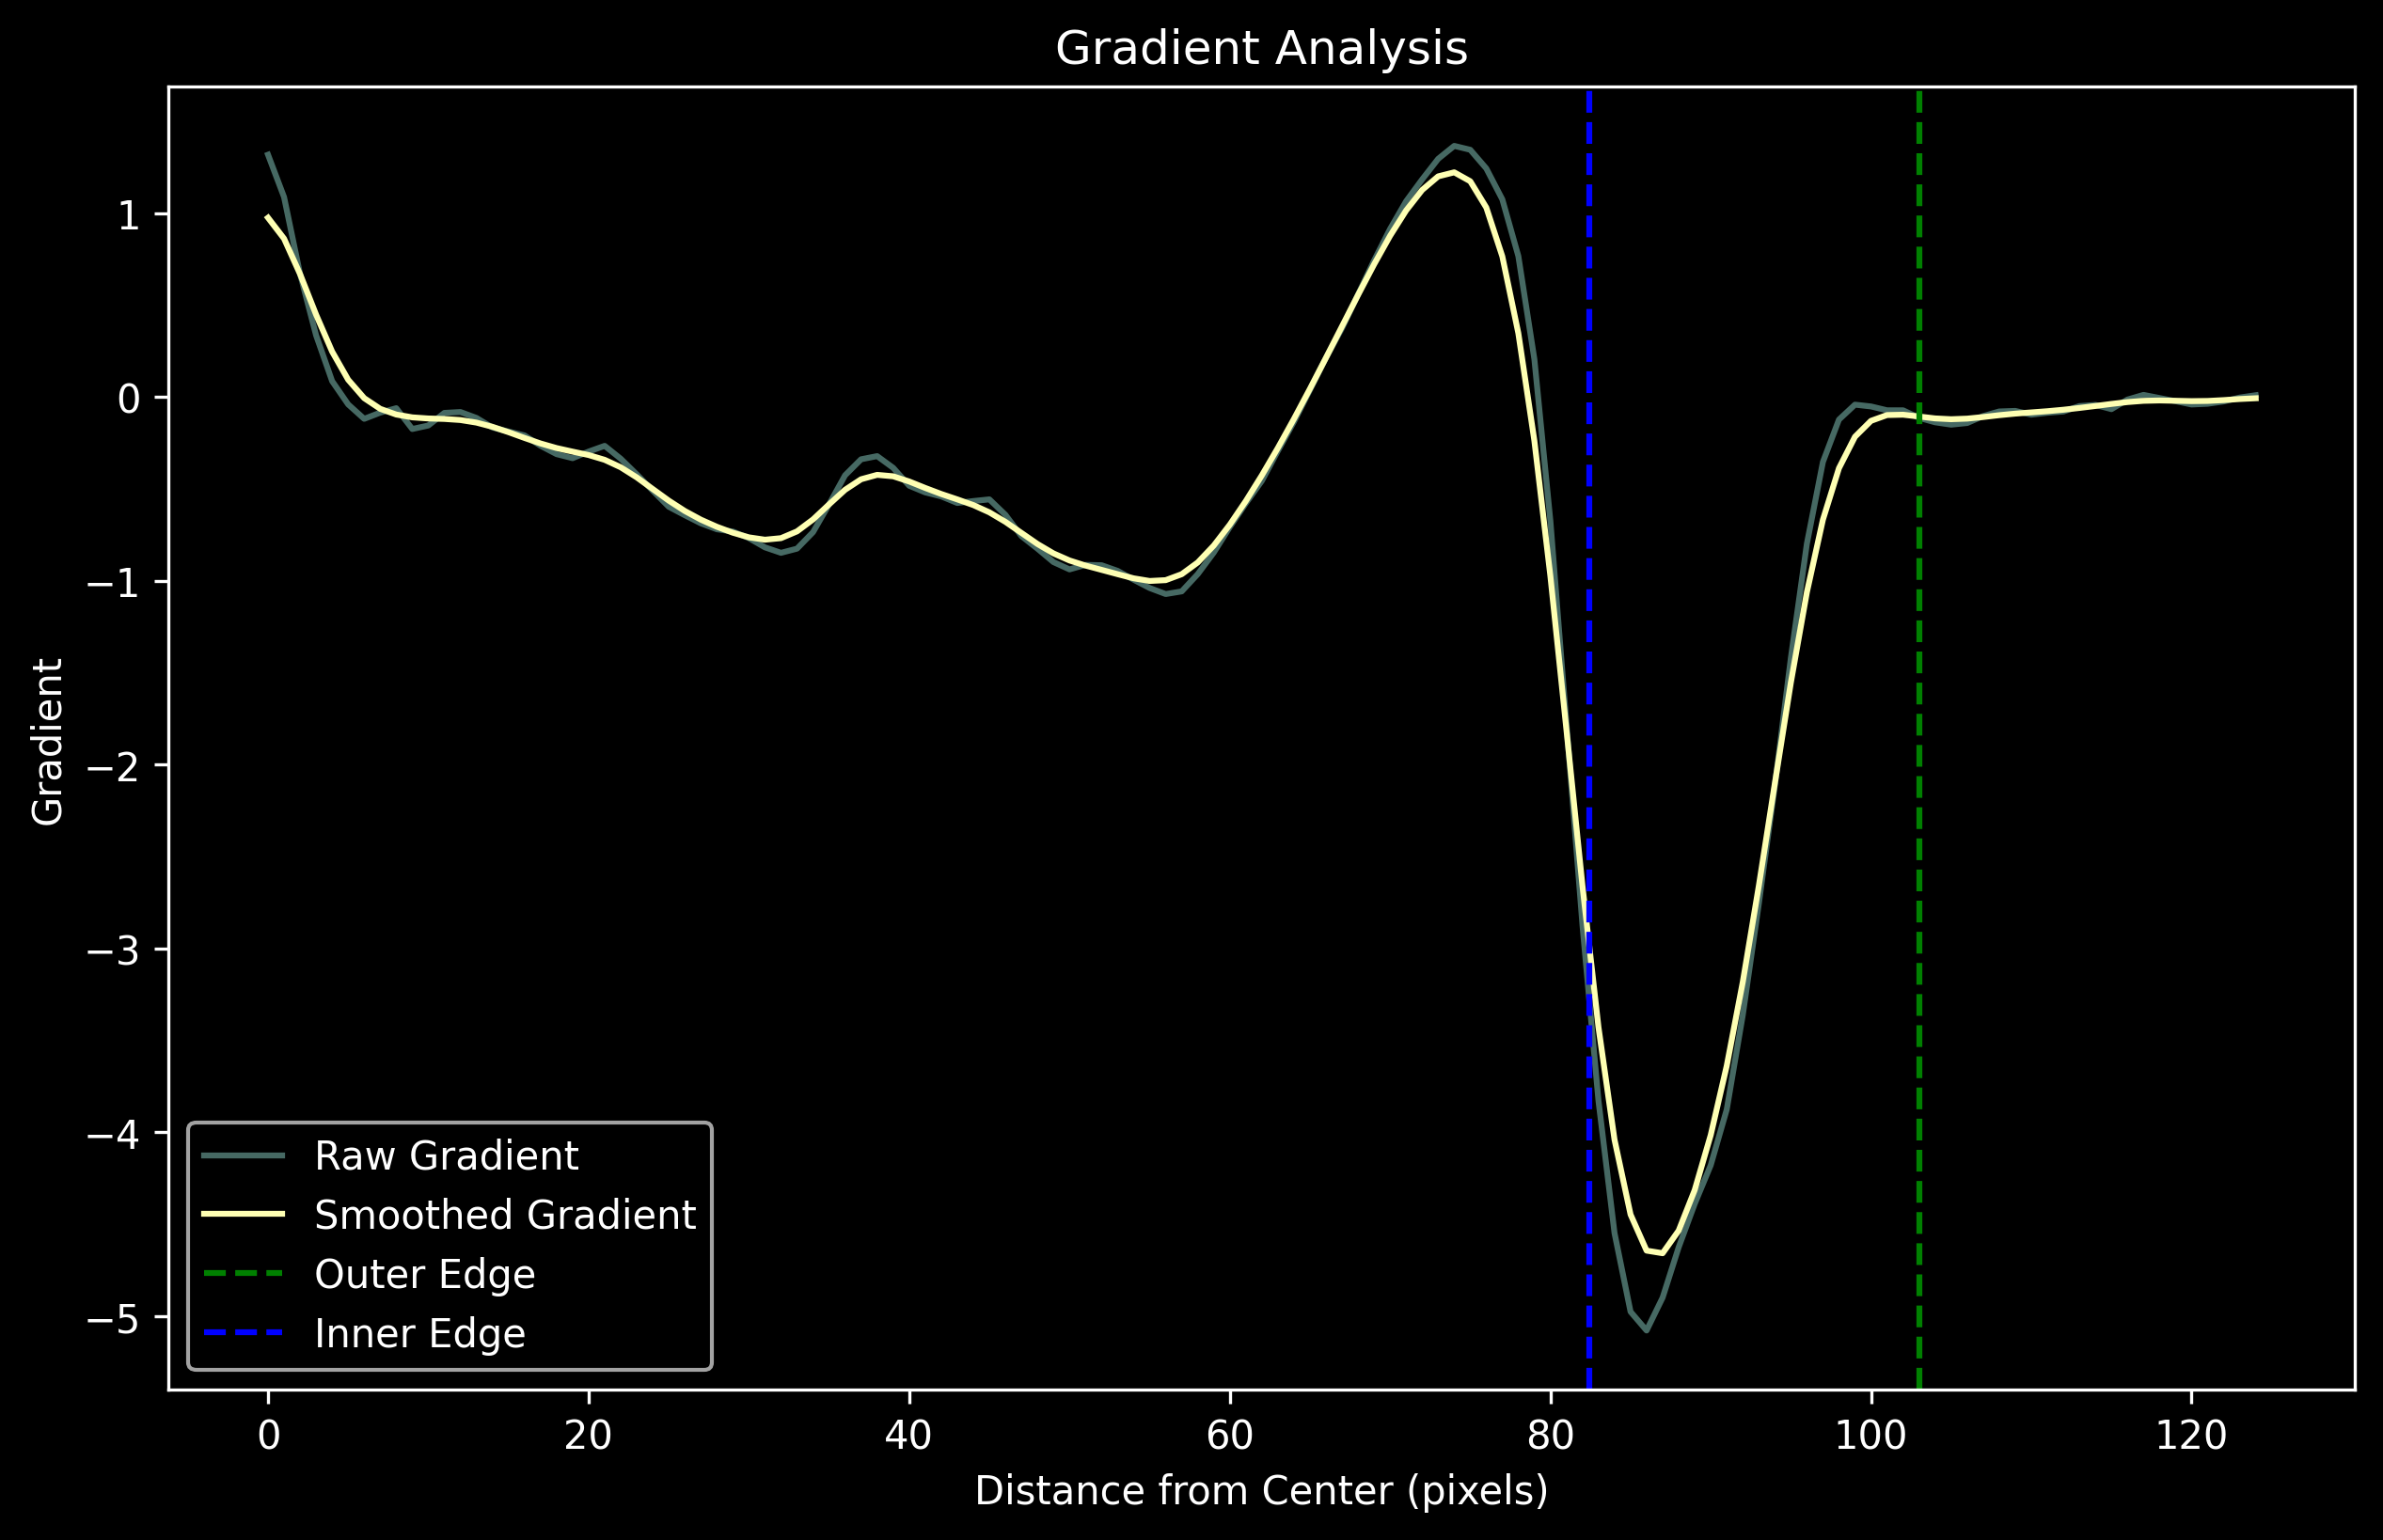 Gradient Analysis
Gradient
1
0
−1
−2
−3
−4
−5
Raw Gradient
Smoothed Gradient
Outer Edge
Inner Edge
0 20 40 60 80 100 120
Distance from Center (pixels)